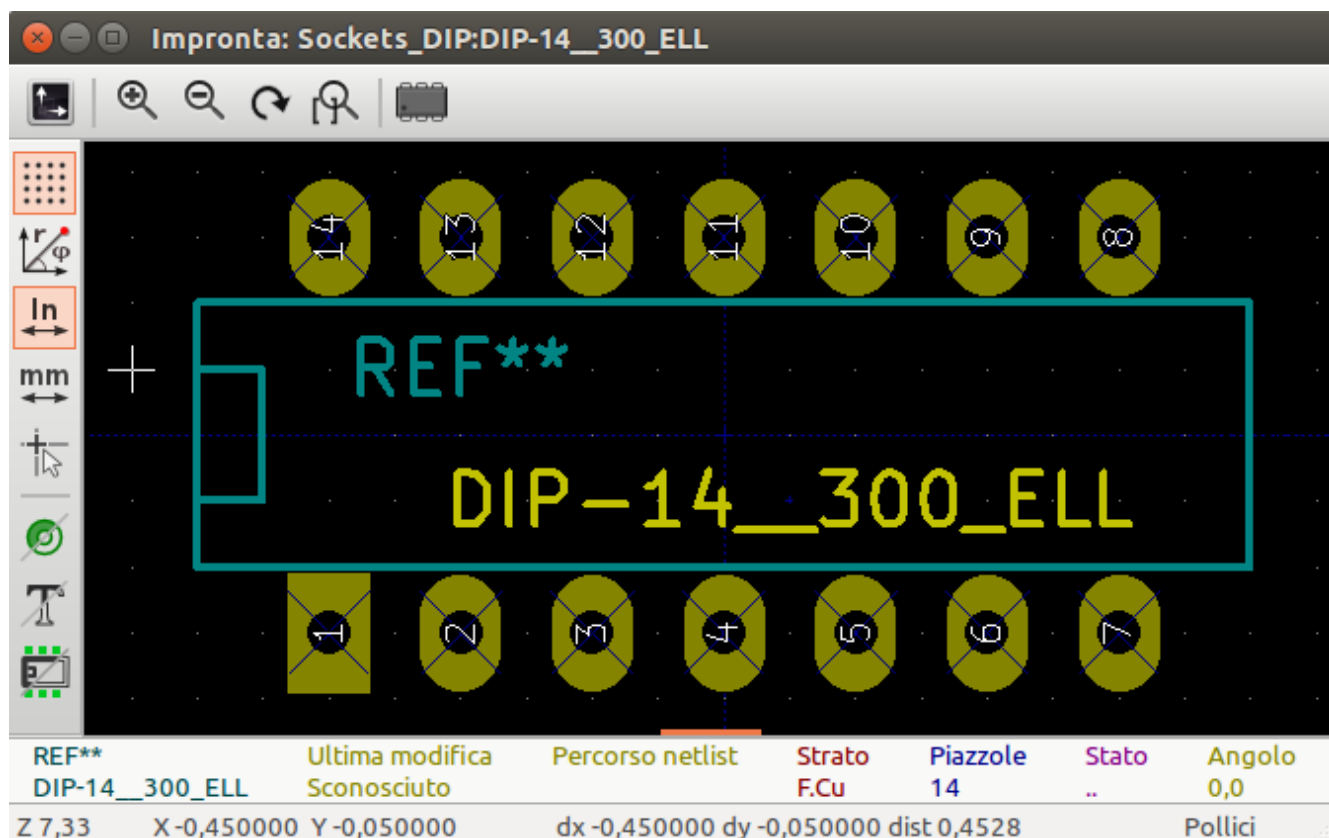 Impronta: Sockets_DIP:DIP-14__300_ELL
r φ
In
mm
14 13 12 11 10 9 8
REF**
DIP-14__300_ELL
1 2 3 4 5 6 7
T
REF** Ultima modifica Percorso netlist Strato Piazzole Stato Angolo
DIP-14__300_ELL Sconosciuto F.Cu 14 .. 0,0
Z 7,33 X -0,450000 Y -0,050000 dx -0,450000 dy -0,050000 dist 0,4528 Pollici